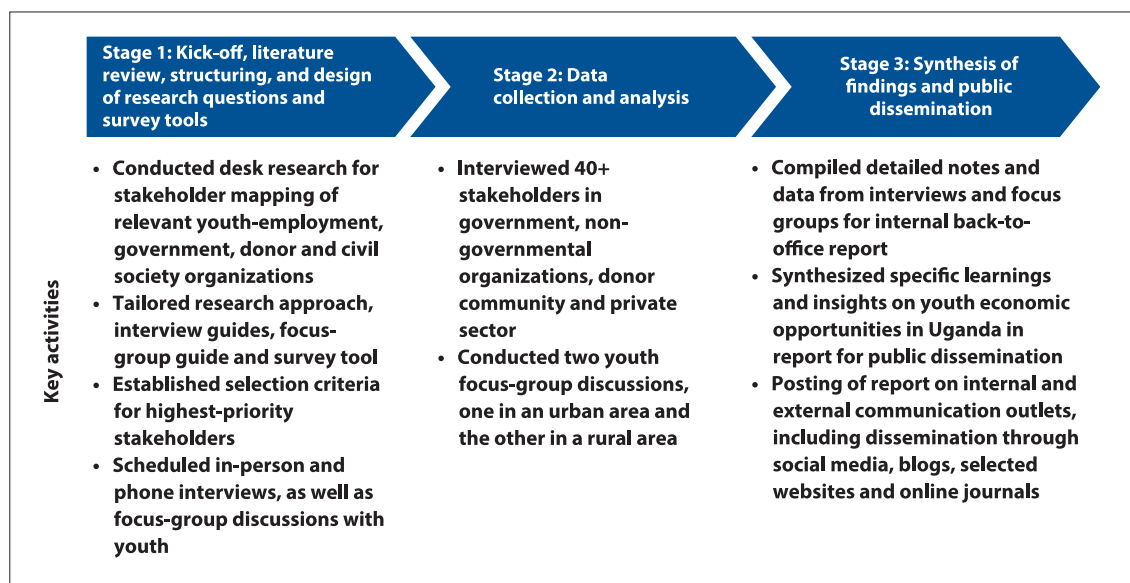 Stage 1: Kick-off, literature
review, structuring, and design
of research questions and
survey tools
Stage 2: Data
collection and analysis
Stage 3: Synthesis of
findings and public
dissemination
Key activities
• Conducted desk research for
stakeholder mapping of
relevant youth-employment,
government, donor and civil
society organizations
• Tailored research approach,
interview guides, focus-
group guide and survey tool
• Established selection criteria
for highest-priority
stakeholders
• Scheduled in-person and
phone interviews, as well as
focus-group discussions with
youth
• Interviewed 40+
stakeholders in
government, non-
governmental
organizations, donor
community and private
sector
• Conducted two youth
focus-group discussions,
one in an urban area and
the other in a rural area
• Compiled detailed notes and
data from interviews and focus
groups for internal back-to-
office report
• Synthesized specific learnings
and insights on youth economic
opportunities in Uganda in
report for public dissemination
• Posting of report on internal and
external communication outlets,
including dissemination through
social media, blogs, selected
websites and online journals